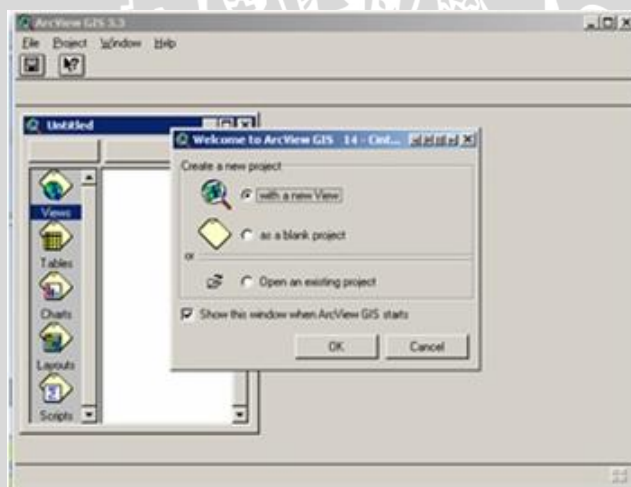 ArcView GIS 3.3
File Project Window Help
Untitled
Views
Tables
Charts
Layouts
Scripts
Welcome to ArcView GIS 14 - Cint...
Create a new project
with a new View
as a blank project
or
Open an existing project
Show this window when ArcView GIS starts
OK Cancel